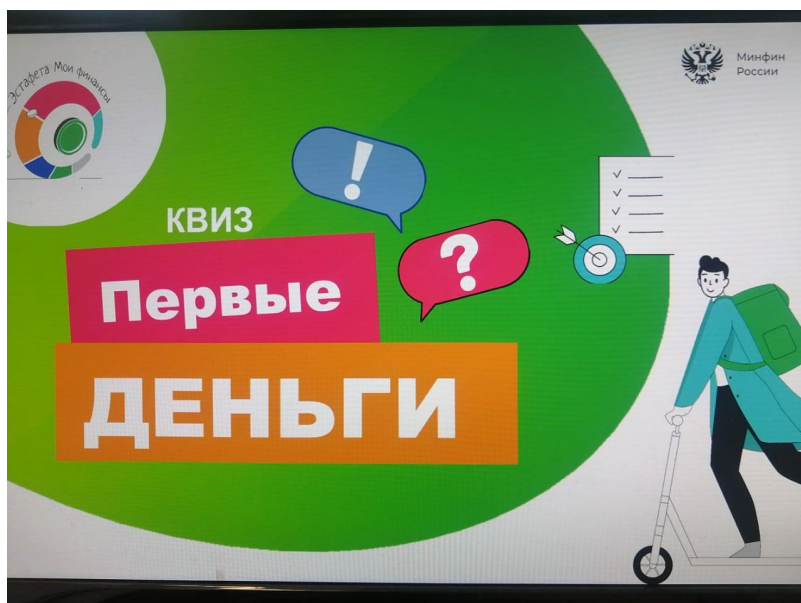 Эстафета Мои финансы
Минфин
России
КВИЗ
Первые
ДЕНЬГИ
!
?